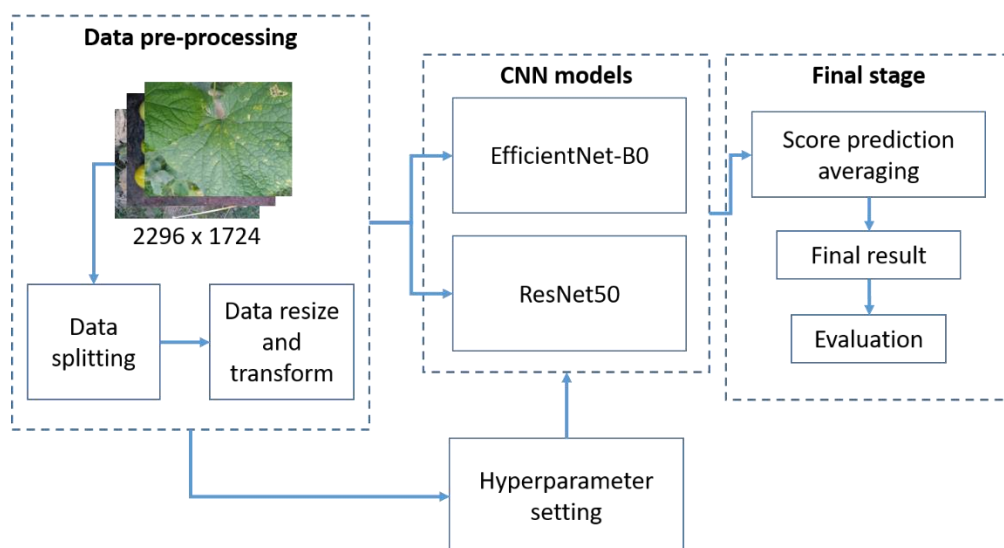 Data pre-processing
2296 x 1724
Data
splitting
Data resize
and
transform
CNN models
EfficientNet-B0
ResNet50
Hyperparameter
setting
Final stage
Score prediction
averaging
Final result
Evaluation